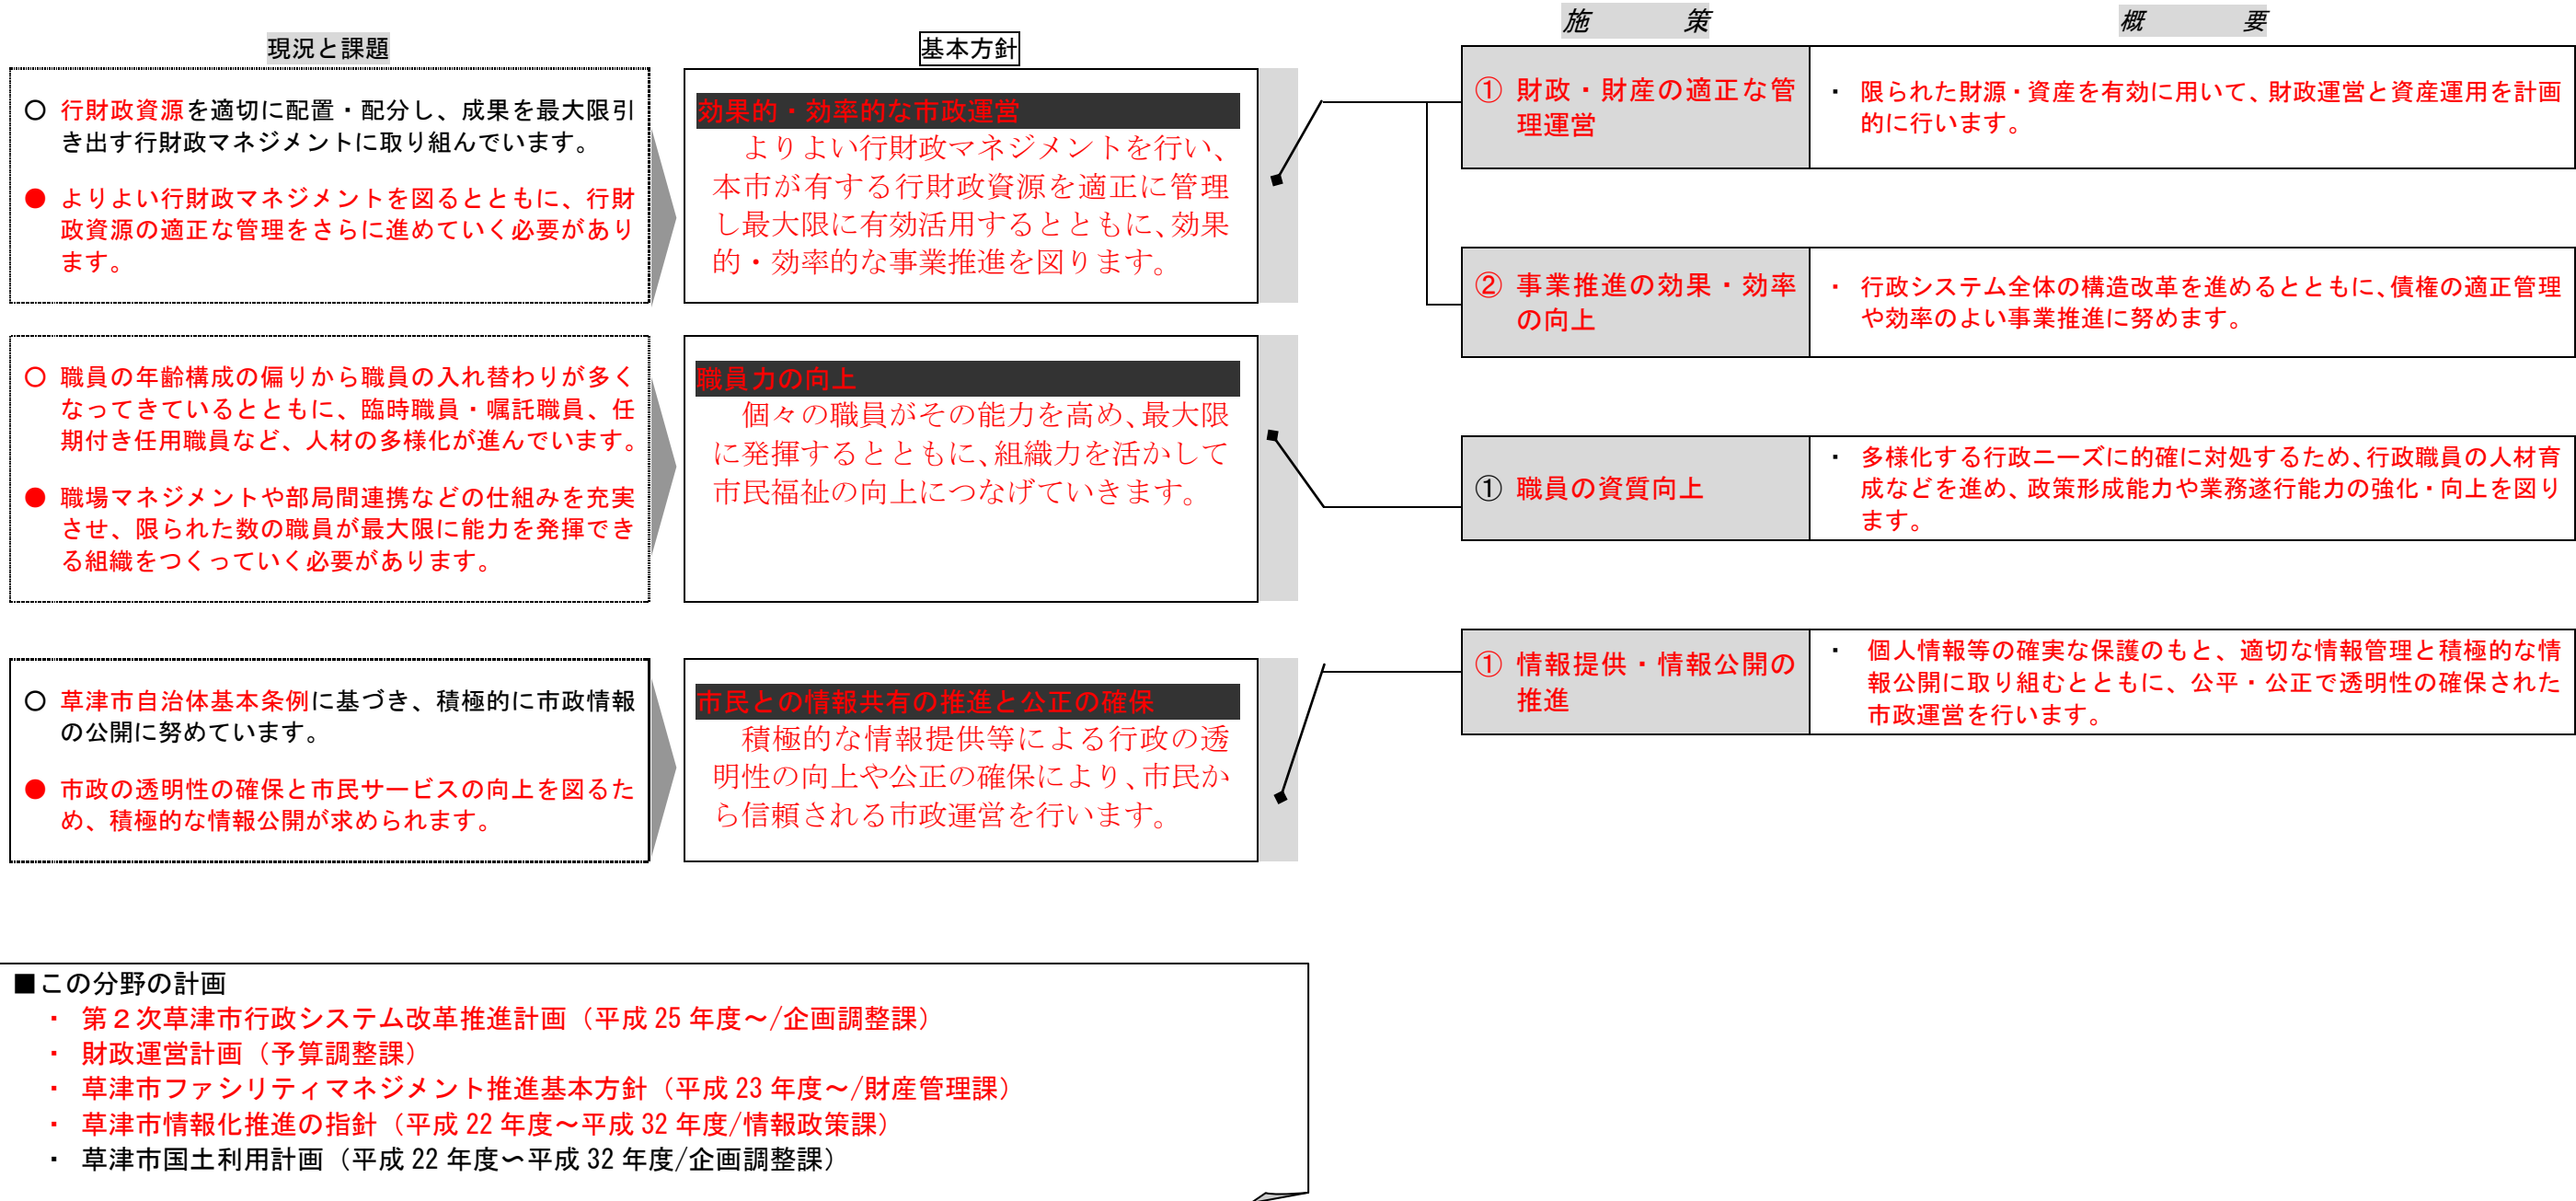 現況と課題
○ 行財政資源を適切に配置・配分し、成果を最大限引
き出す行財政マネジメントに取り組んでいます。
● よりよい行財政マネジメントを図るとともに、行財
政資源の適正な管理をさらに進めていく必要があり
ます。
○ 職員の年齢構成の偏りから職員の入れ替わりが多く
なってきているとともに、臨時職員・嘱託職員、任
期付き任用職員など、人材の多様化が進んでいます。
● 職場マネジメントや部局間連携などの仕組みを充実
させ、限られた数の職員が最大限に能力を発揮でき
る組織をつくっていく必要があります。
○ 草津市自治体基本条例に基づき、積極的に市政情報
の公開に努めています。
● 市政の透明性の確保と市民サービスの向上を図るた
め、積極的な情報公開が求められます。
基本方針
効果的・効率的な市政運営
よりよい行財政マネジメントを行い、
本市が有する行財政資源を適正に管理
し最大限に有効活用するとともに、効果
的・効率的な事業推進を図ります。
職員力の向上
個々の職員がその能力を高め、最大限
に発揮するとともに、組織力を活かして
市民福祉の向上につなげていきます。
市民との情報共有の推進と公正の確保
積極的な情報提供等による行政の透
明性の向上や公正の確保により、市民か
ら信頼される市政運営を行います。
施 策
概 要
① 財政・財産の適正な管
理運営
・ 限られた財源・資産を有効に用いて、財政運営と資産運用を計画
的に行います。
② 事業推進の効果・効率
の向上
・ 行政システム全体の構造改革を進めるとともに、債権の適正管理
や効率のよい事業推進に努めます。
① 職員の資質向上
・ 多様化する行政ニーズに的確に対処するため、行政職員の人材育
成などを進め、政策形成能力や業務遂行能力の強化・向上を図り
ます。
① 情報提供・情報公開の
推進
・ 個人情報等の確実な保護のもと、適切な情報管理と積極的な情
報公開に取り組むとともに、公平・公正で透明性の確保された
市政運営を行います。
■この分野の計画
・ 第２次草津市行政システム改革推進計画（平成 25 年度～/企画調整課）
・ 財政運営計画（予算調整課）
・ 草津市ファシリティマネジメント推進基本方針（平成 23 年度～/財産管理課）
・ 草津市情報化推進の指針（平成 22 年度～平成 32 年度/情報政策課）
・ 草津市国土利用計画（平成 22 年度～平成 32 年度/企画調整課）